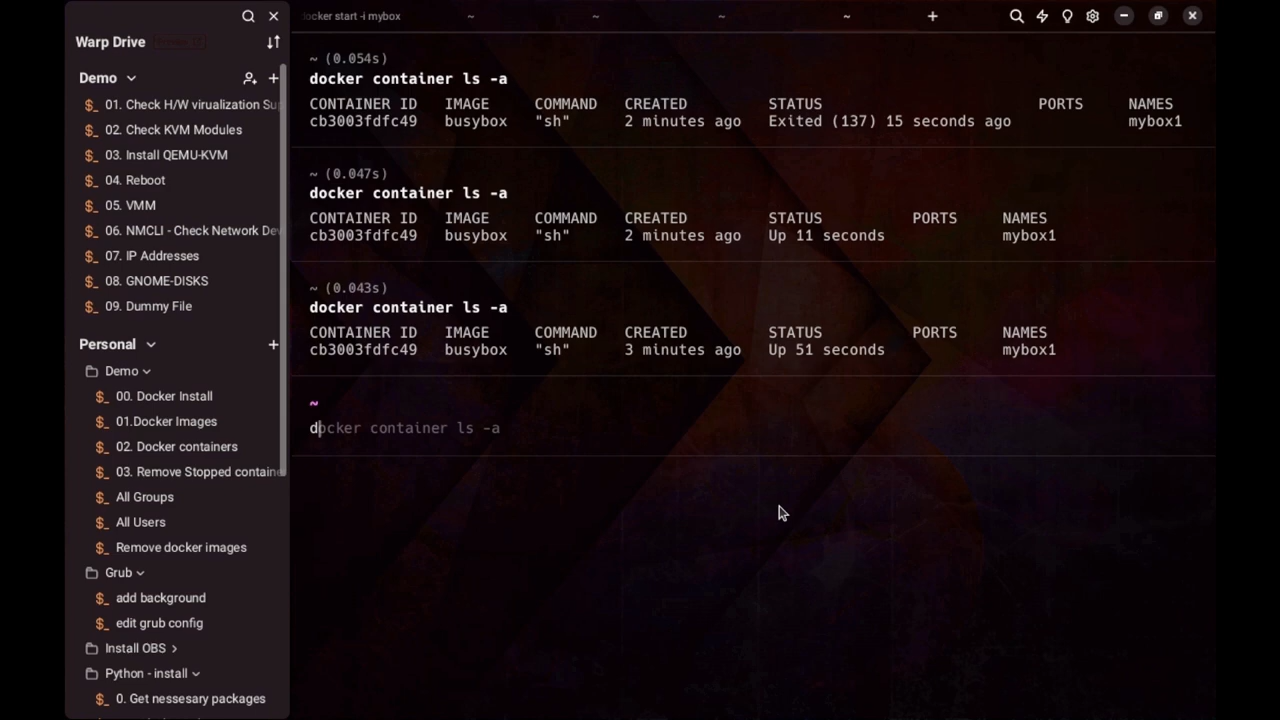 docker start -i mybox
~
~
~
~
Warp Drive
Demo
01. Check H/W virualization Su
02. Check KVM Modules
03. Install QEMU-KVM
04. Reboot
05. VMM
06. NMCLI - Check Network De
07. IP Addresses
08. GNOME-DISKS
09. Dummy File
Personal
Demo
00. Docker Install
01.Docker Images
02. Docker containers
03. Remove Stopped containe
All Groups
All Users
Remove docker images
Grub
add background
edit grub config
Install OBS
Python - install
0. Get nessesary packages
~ (0.054s)
docker container ls -a
CONTAINER ID IMAGE COMMAND CREATED STATUS PORTS NAMES
cb3003fdfc49 busybox "sh" 2 minutes ago Exited (137) 15 seconds ago mybox1
~ (0.047s)
docker container ls -a
CONTAINER ID IMAGE COMMAND CREATED STATUS PORTS NAMES
cb3003fdfc49 busybox "sh" 2 minutes ago Up 11 seconds mybox1
~ (0.043s)
docker container ls -a
CONTAINER ID IMAGE COMMAND CREATED STATUS PORTS NAMES
cb3003fdfc49 busybox "sh" 3 minutes ago Up 51 seconds mybox1
~
docker container ls -a